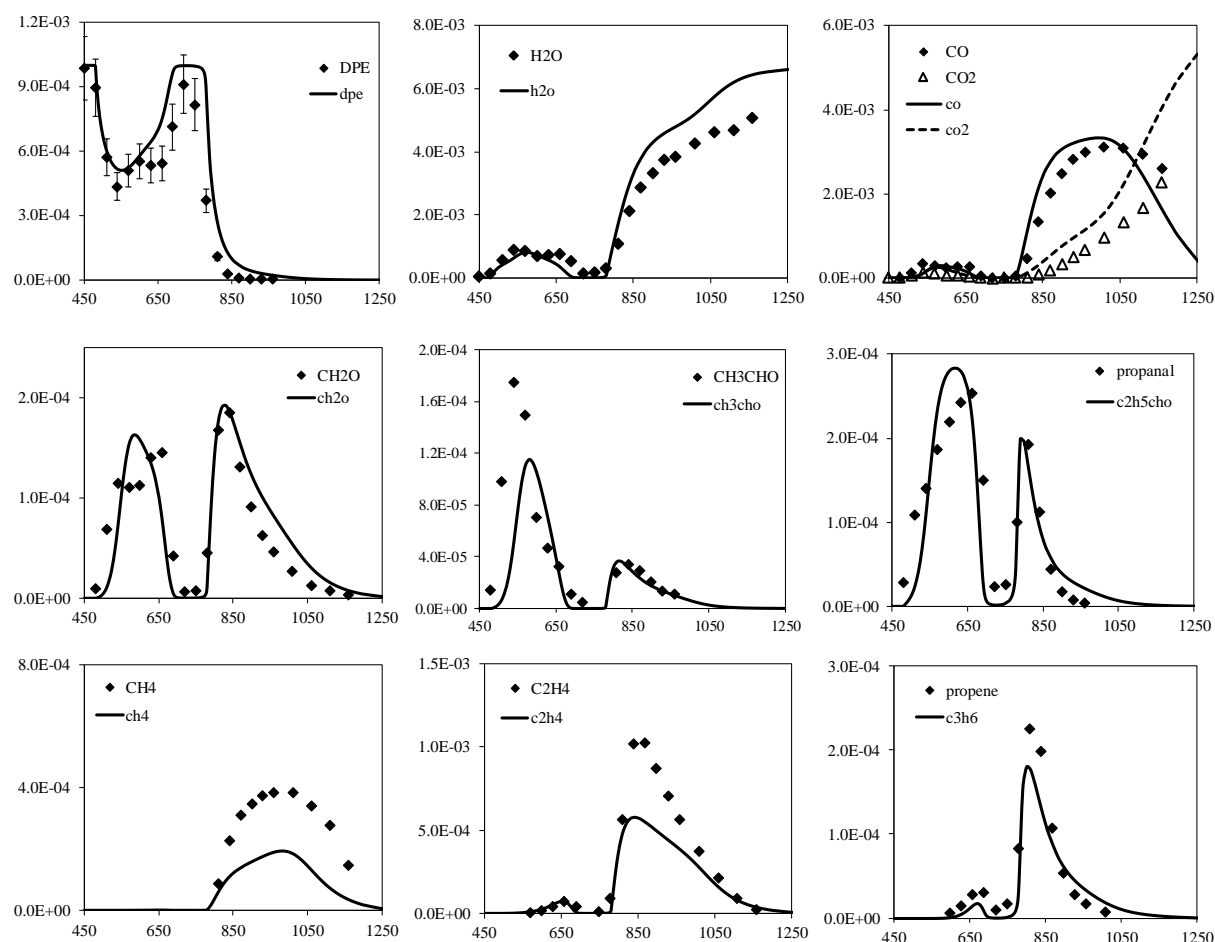 1.2E-03
9.0E-04
6.0E-04
3.0E-04
0.0E+00
450 650 850 1050 1250
DPE
dpe
8.0E-03
6.0E-03
4.0E-03
2.0E-03
0.0E+00
450 650 850 1050 1250
H2O
h2o
6.0E-03
4.0E-03
2.0E-03
0.0E+00
450 650 850 1050 1250
CO
CO2
co
co2
2.0E-04
1.0E-04
0.0E+00
450 650 850 1050 1250
CH2O
ch2o
2.0E-04
1.6E-04
1.2E-04
8.0E-05
4.0E-05
0.0E+00
450 650 850 1050 1250
CH3CHO
ch3cho
3.0E-04
2.0E-04
1.0E-04
0.0E+00
450 650 850 1050 1250
propanal
c2h5cho
8.0E-04
4.0E-04
0.0E+00
450 650 850 1050 1250
CH4
ch4
1.5E-03
1.0E-03
5.0E-04
0.0E+00
450 650 850 1050 1250
C2H4
c2h4
3.0E-04
2.0E-04
1.0E-04
0.0E+00
450 650 850 1050 1250
propene
c3h6